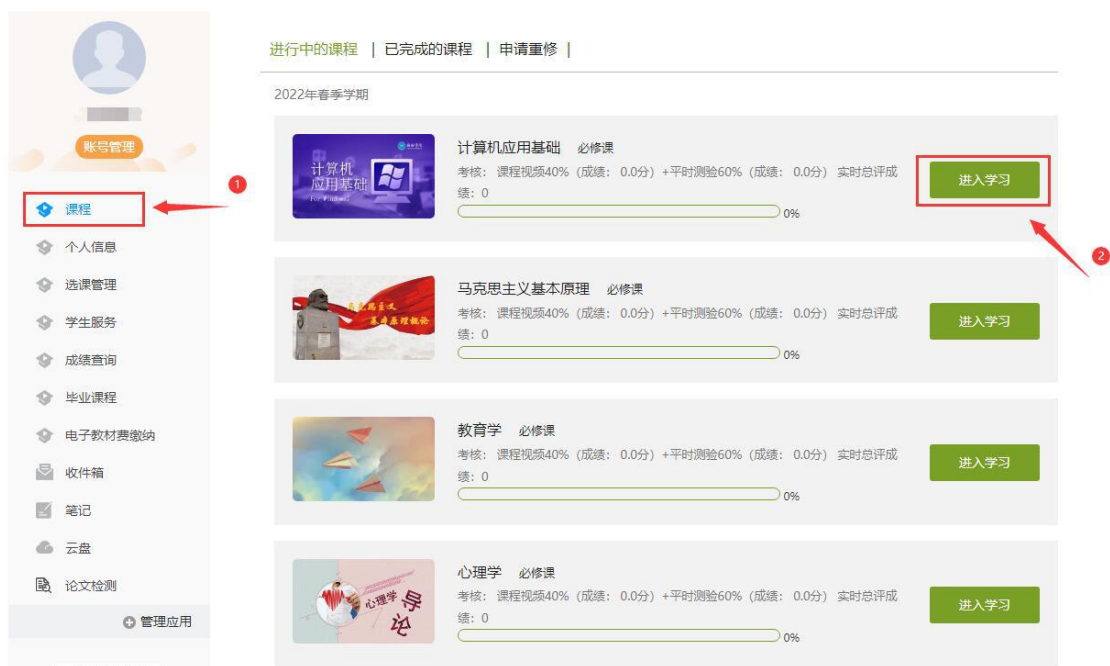 账号管理
课程
个人信息
选课管理
学生服务
成绩查询
毕业课程
电子教材费缴纳
收件箱
笔记
云盘
论文检测
管理应用
1
进行中的课程 | 已完成的课程 | 申请重修 |
2022年春季学期
计算机
应用基础
计算机应用基础 必修课
考核: 课程视频40% (成绩: 0.0分) +平时测验60% (成绩: 0.0分) 实时总评成
绩: 0
0%
进入学习
2
马克思主义基本原理 必修课
考核: 课程视频40% (成绩: 0.0分) +平时测验60% (成绩: 0.0分) 实时总评成
绩: 0
0%
进入学习
教育学 必修课
考核: 课程视频40% (成绩: 0.0分) +平时测验60% (成绩: 0.0分) 实时总评成
绩: 0
0%
进入学习
心理学
导论
心理学 必修课
考核: 课程视频40% (成绩: 0.0分) +平时测验60% (成绩: 0.0分) 实时总评成
绩: 0
0%
进入学习